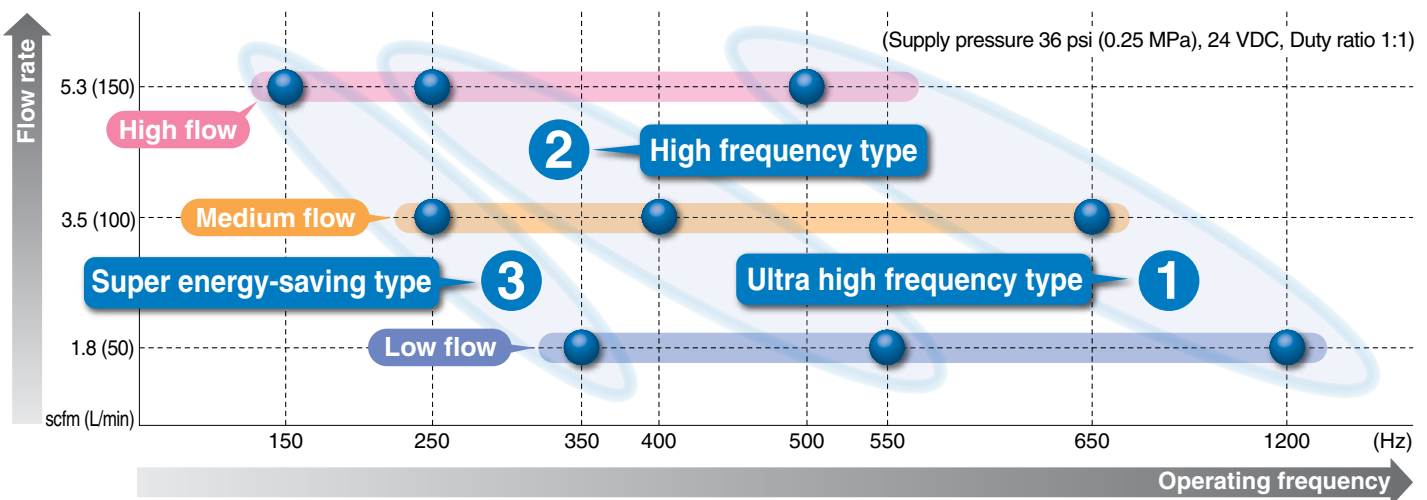 Flow rate
(Supply pressure 36 psi (0.25 MPa), 24 VDC, Duty ratio 1:1)
5.3 (150)
High flow
2 High frequency type
3.5 (100)
Medium flow
Super energy-saving type 3
Ultra high frequency type 1
1.8 (50)
Low flow
scfm (L/min)
150 250 350 400 500 550 650 1200 (Hz)
Operating frequency